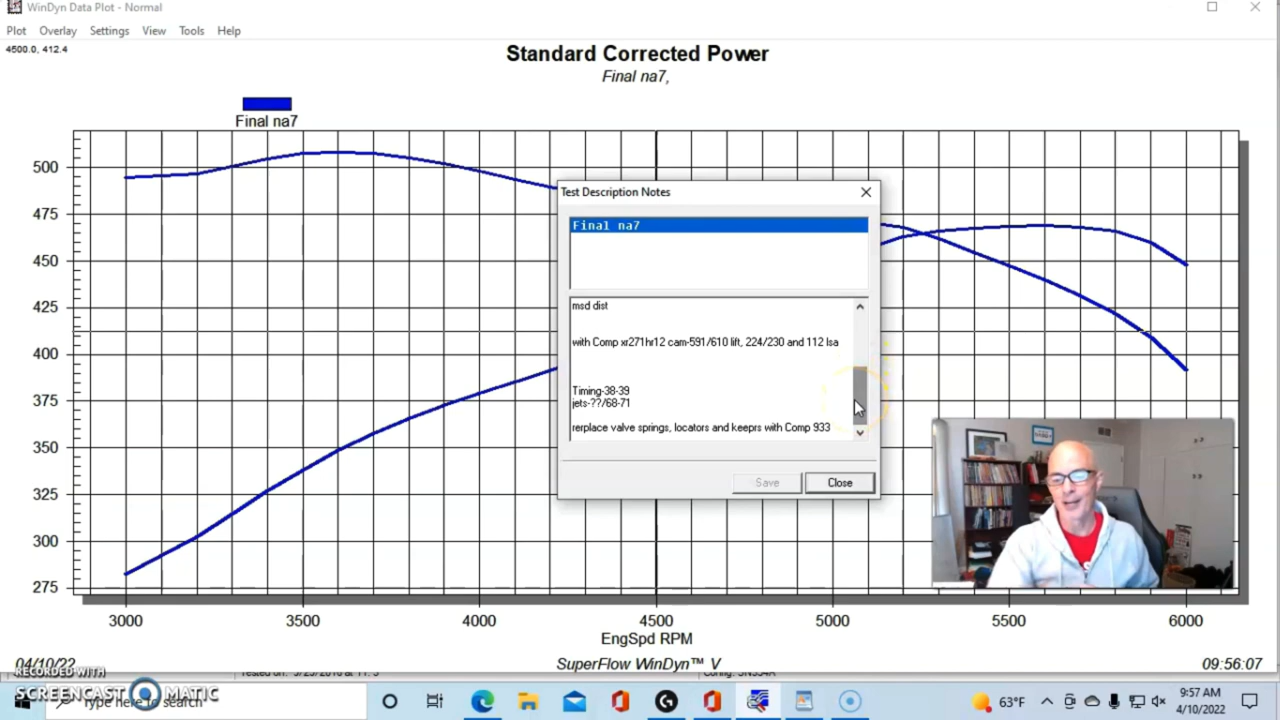 WinDyn Data Plot - Normal
Plot Overlay Settings View Tools Help
4500.0, 412.4
Standard Corrected Power
Final na7,
Final na7
500
475
450
425
400
375
350
325
300
275
Test Description Notes
Final na7
msd dist
with Comp xr271hr12 cam-591/610 lift, 224/230 and 112 lsa
Timing-38-39
jets-??/68-71
rerplace valve springs, locators and keeprs with Comp 933
Save Close
3000 3500 4000 4500 5000 5500 6000
EngSpd RPM
04/10/22 SuperFlow WinDyn™ V 09:56:07
RECORDED WITH
SCREENCAST MATIC
Type here to search
63°F
9:57 AM
4/10/2022